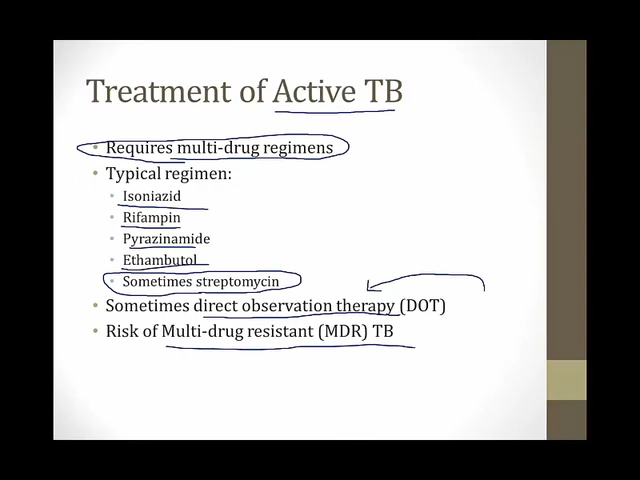 Treatment of Active TB
• Requires multi-drug regimens
• Typical regimen:
• Isoniazid
• Rifampin
• Pyrazinamide
• Ethambutol
• Sometimes streptomycin
• Sometimes direct observation therapy (DOT)
• Risk of Multi-drug resistant (MDR) TB